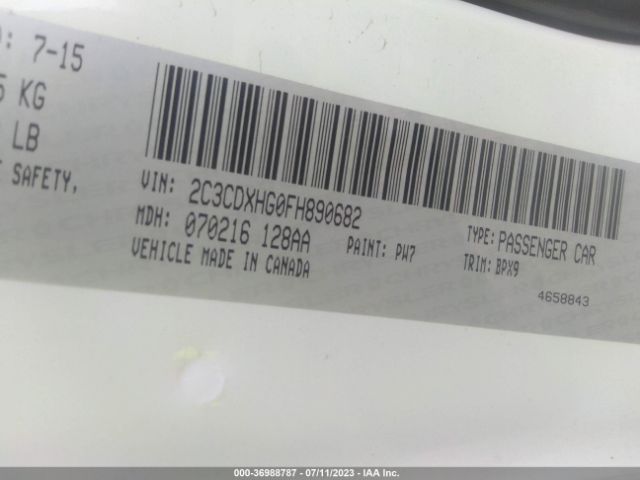 : 7-15
KG
LB
SAFETY,
VIN: 2C3CDXHG0FH890682
MDH: 070216 128AA
VEHICLE MADE IN CANADA
PAINT: PW7
TYPE: PASSENGER CAR
TRIM: BPX9
4658843
000-36988787 - 07/11/2023 - IAA Inc.